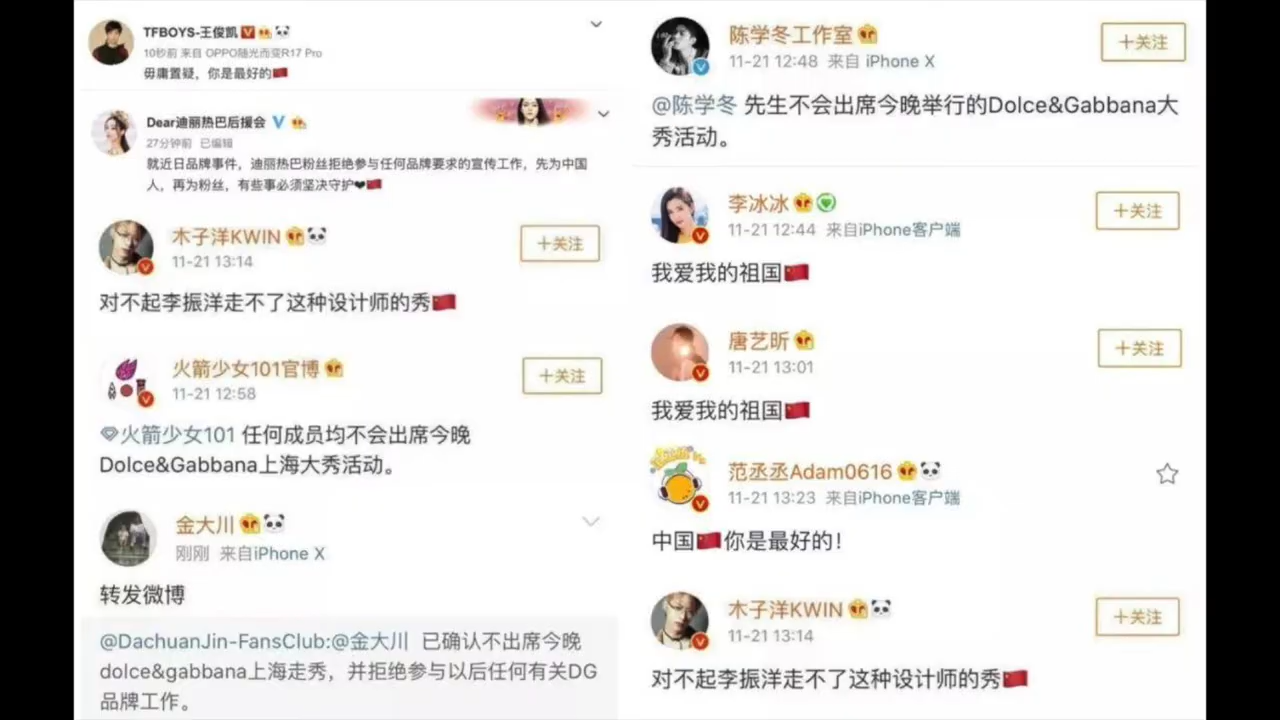 TFBOYS-王俊凯
10秒前 来自 OPPO随光而变R17 Pro
毋庸置疑，你是最好的🇨🇳
Dear迪丽热巴后援会
27分钟前 已编辑
就近日品牌事件，迪丽热巴粉丝拒绝参与任何品牌要求的宣传工作，先为中国
人，再为粉丝，有些事必须坚决守护❤🇨🇳
木子洋KWIN
+关注
11-21 13:14
对不起李振洋走不了这种设计师的秀🇨🇳
火箭少女101官博
+关注
11-21 12:58
火箭少女101 任何成员均不会出席今晚
Dolce&Gabbana上海大秀活动。
金大川
刚刚 来自iPhone X
转发微博
@DachuanJin-FansClub:@金大川 已确认不出席今晚
dolce&gabbana上海走秀，并拒绝参与以后任何有关DG
品牌工作。
陈学冬工作室
+关注
11-21 12:48 来自 iPhone X
@陈学冬 先生不会出席今晚举行的Dolce&Gabbana大
秀活动。
李冰冰
+关注
11-21 12:44 来自iPhone客户端
我爱我的祖国🇨🇳
唐艺昕
+关注
11-21 13:01
我爱我的祖国🇨🇳
范丞丞Adam0616
11-21 13:23 来自iPhone客户端
中国🇨🇳你是最好的！
木子洋KWIN
+关注
11-21 13:14
对不起李振洋走不了这种设计师的秀🇨🇳